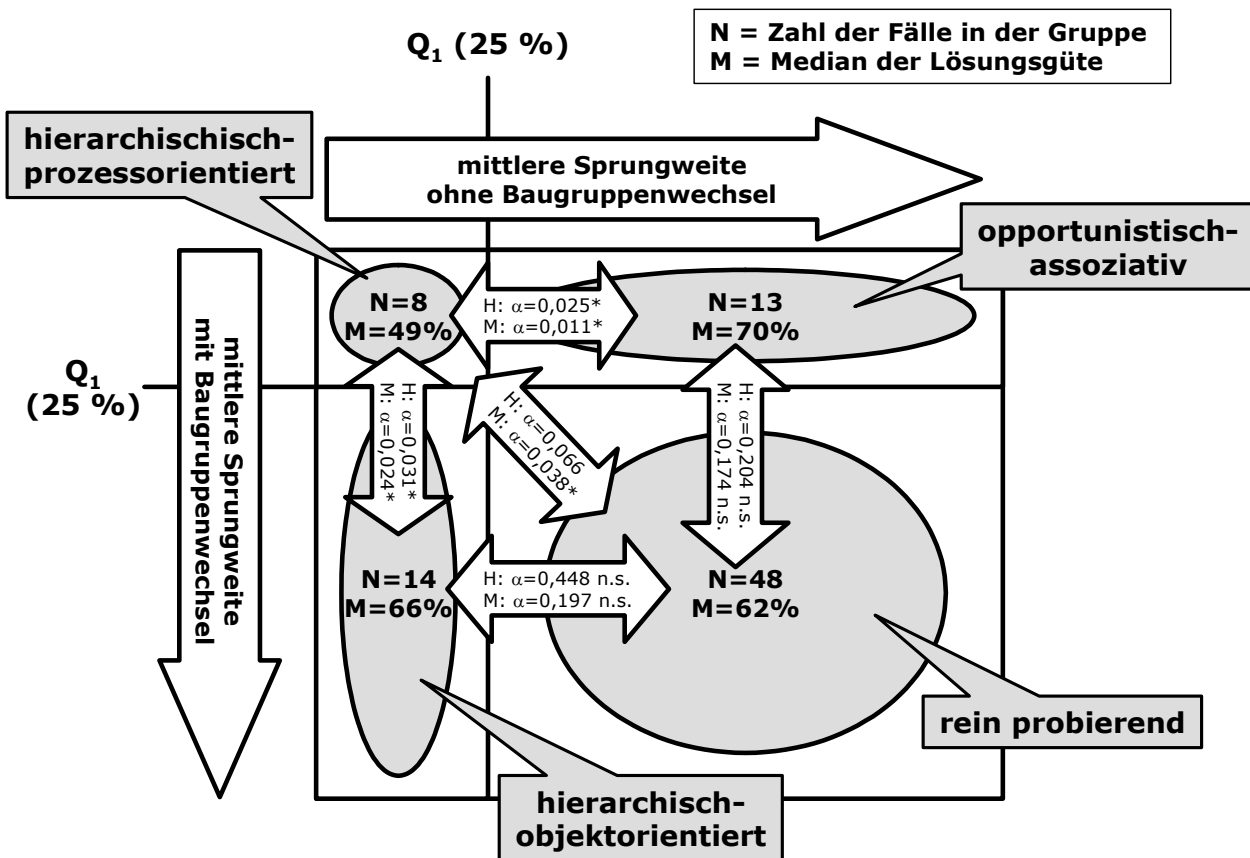 N = Zahl der Fälle in der Gruppe
M = Median der Lösungsgüte
Q1 (25 %)
hierarchischisch-
prozessorientiert
mittlere Sprungweite
ohne Baugruppenwechsel
opportunistisch-
assoziativ
N=8
M=49%
H: α=0,025*
M: α=0,011*
N=13
M=70%
Q1
(25 %)
mittlere Sprungweite
mit Baugruppenwechsel
H: α=0,031*
M: α=0,024*
H: α=0,066
M: α=0,038*
H: α=0,204 n.s.
M: α=0,174 n.s.
N=14
M=66%
H: α=0,448 n.s.
M: α=0,197 n.s.
N=48
M=62%
rein probierend
hierarchisch-
objektorientiert